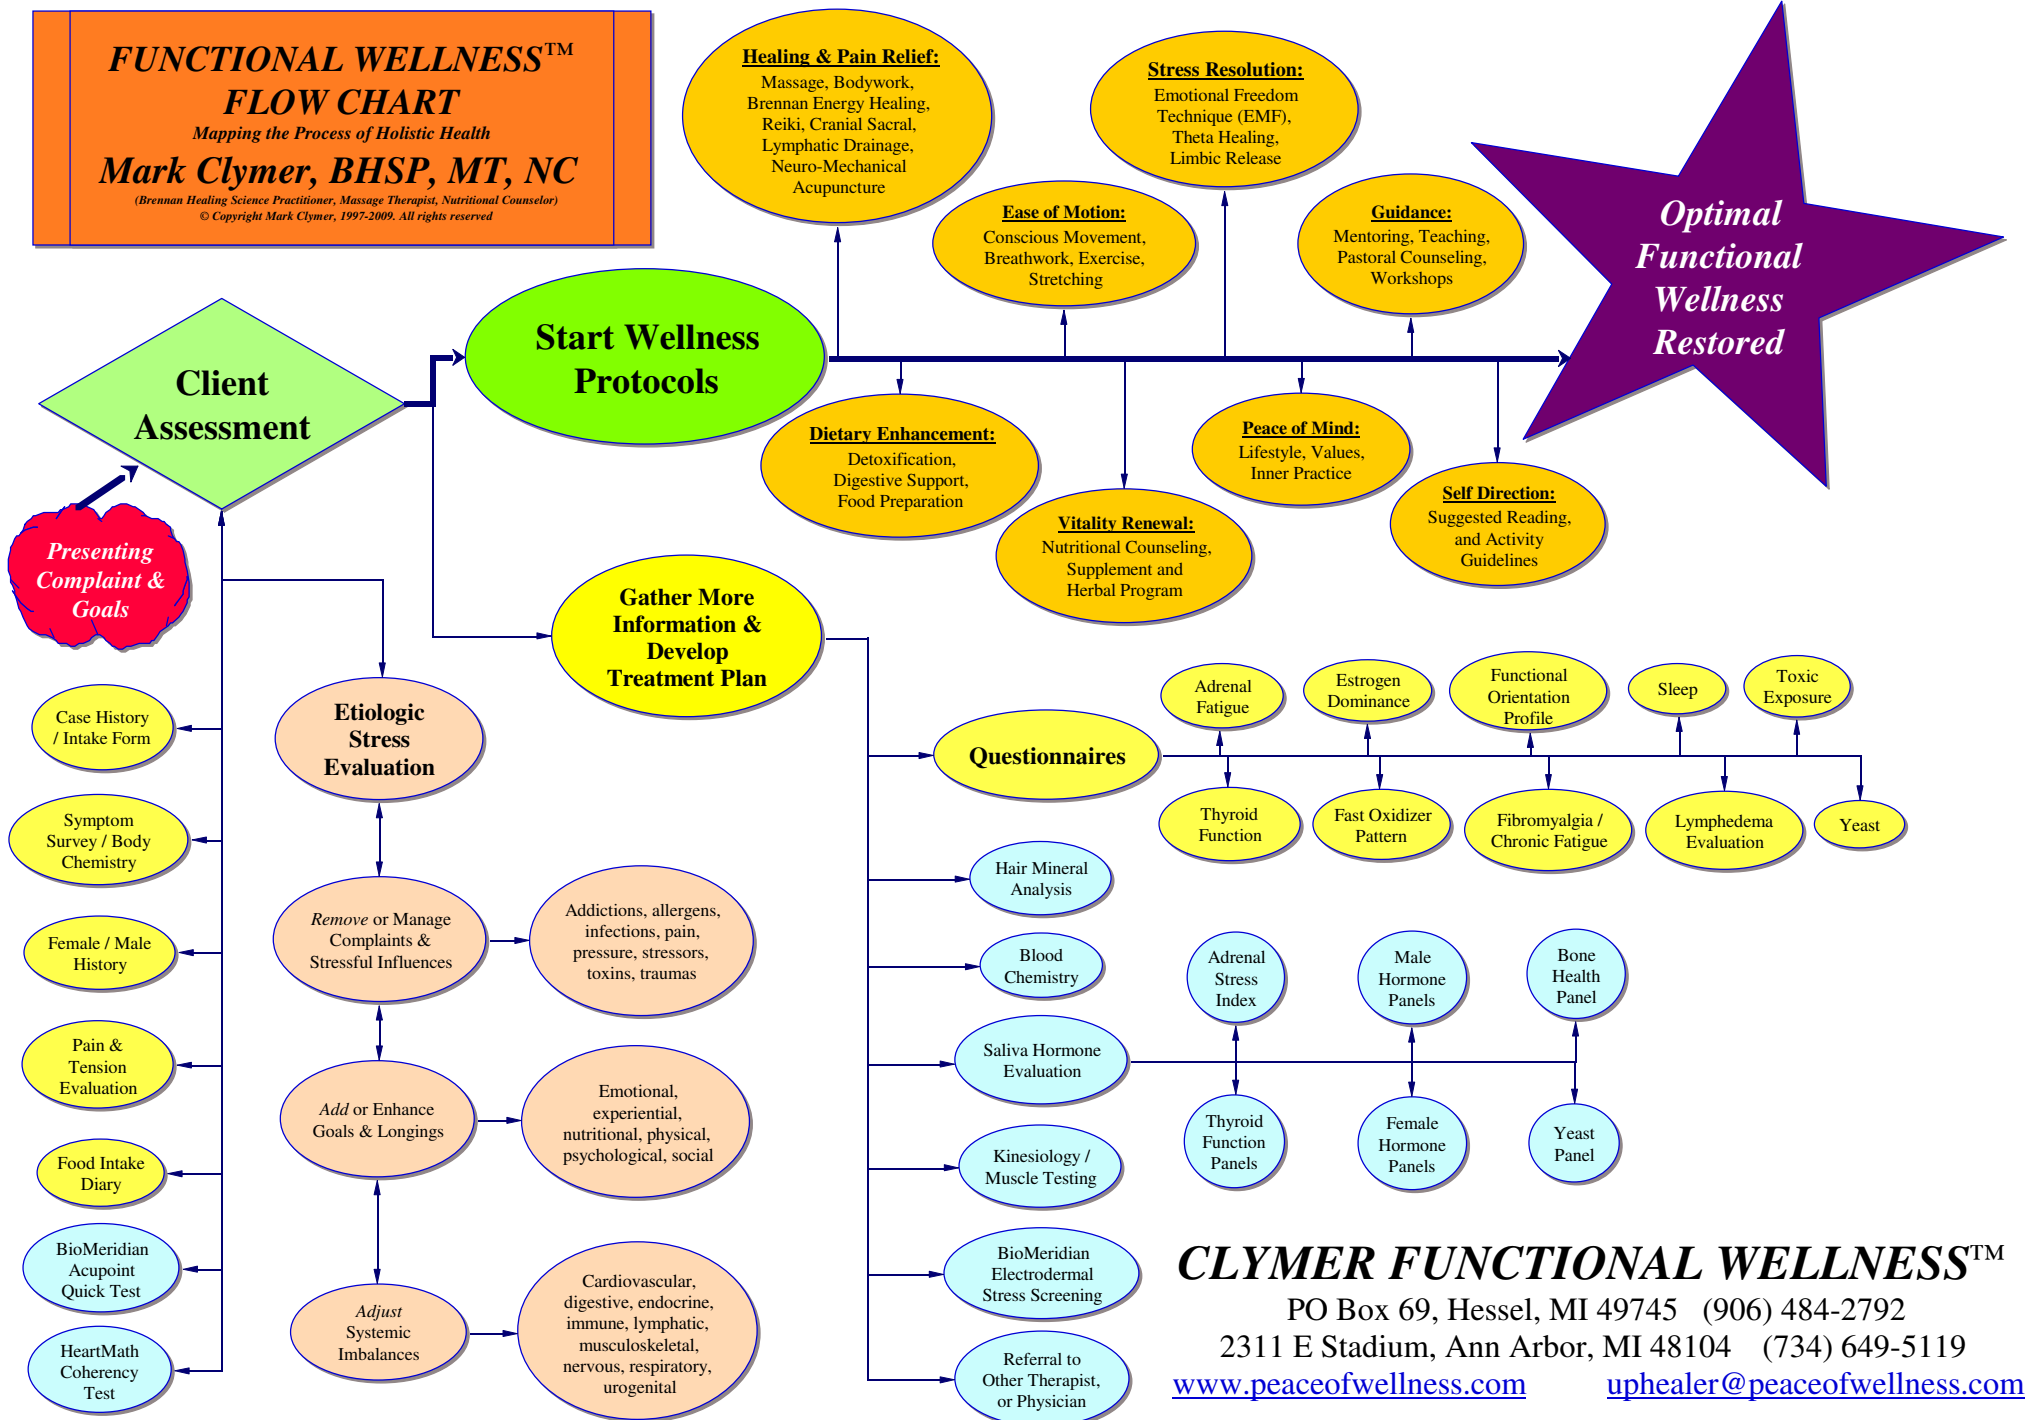 FUNCTIONAL WELLNESS™
FLOW CHART
Mapping the Process of Holistic Health
Mark Clymer, BHSP, MT, NC
(Brennan Healing Science Practitioner, Massage Therapist, Nutritional Counselor)
© Copyright Mark Clymer, 1997-2009. All rights reserved
Healing & Pain Relief:
Massage, Bodywork,
Brennan Energy Healing,
Reiki, Cranial Sacral,
Lymphatic Drainage,
Neuro-Mechanical
Acupuncture
Stress Resolution:
Emotional Freedom
Technique (EMF),
Theta Healing,
Limbic Release
Ease of Motion:
Conscious Movement,
Breathwork, Exercise,
Stretching
Guidance:
Mentoring, Teaching,
Pastoral Counseling,
Workshops
Optimal
Functional
Wellness
Restored
Start Wellness
Protocols
Client
Assessment
Presenting
Complaint &
Goals
Dietary Enhancement:
Detoxification,
Digestive Support,
Food Preparation
Vitality Renewal:
Nutritional Counseling,
Supplement and
Herbal Program
Peace of Mind:
Lifestyle, Values,
Inner Practice
Self Direction:
Suggested Reading,
and Activity
Guidelines
Gather More
Information &
Develop
Treatment Plan
Case History
/ Intake Form
Symptom
Survey / Body
Chemistry
Female / Male
History
Pain &
Tension
Evaluation
Food Intake
Diary
BioMeridian
Acupoint
Quick Test
HeartMath
Coherency
Test
Etiologic
Stress
Evaluation
Remove or Manage
Complaints &
Stressful Influences
Addictions, allergens,
infections, pain,
pressure, stressors,
toxins, traumas
Add or Enhance
Goals & Longings
Emotional,
experiential,
nutritional, physical,
psychological, social
Adjust
Systemic
Imbalances
Cardiovascular,
digestive, endocrine,
immune, lymphatic,
musculoskeletal,
nervous, respiratory,
urogenital
Questionnaires
Adrenal
Fatigue
Estrogen
Dominance
Functional
Orientation
Profile
Sleep
Toxic
Exposure
Thyroid
Function
Fast Oxidizer
Pattern
Fibromyalgia /
Chronic Fatigue
Lymphedema
Evaluation
Yeast
Hair Mineral
Analysis
Blood
Chemistry
Saliva Hormone
Evaluation
Adrenal
Stress
Index
Male
Hormone
Panels
Bone
Health
Panel
Thyroid
Function
Panels
Female
Hormone
Panels
Yeast
Panel
Kinesiology /
Muscle Testing
BioMeridian
Electrodermal
Stress Screening
Referral to
Other Therapist,
or Physician
CLYMER FUNCTIONAL WELLNESS™
PO Box 69, Hessel, MI 49745 (906) 484-2792
2311 E Stadium, Ann Arbor, MI 48104 (734) 649-5119
www.peaceofwellness.com uphealer@peaceofwellness.com